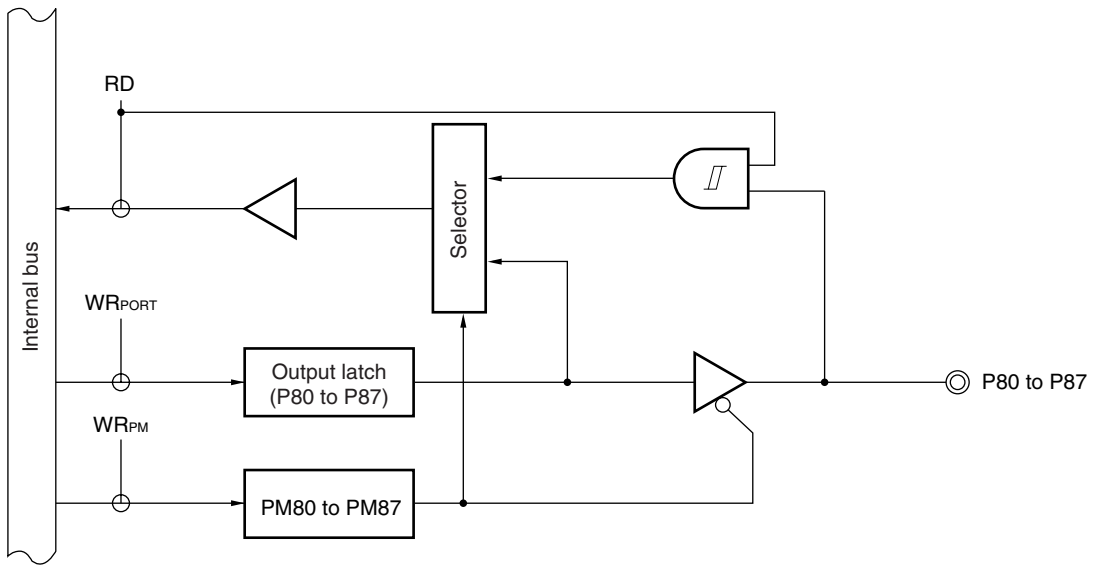 RD
Selector
Internal bus
WRPORT
Output latch
(P80 to P87)
P80 to P87
WRPM
PM80 to PM87